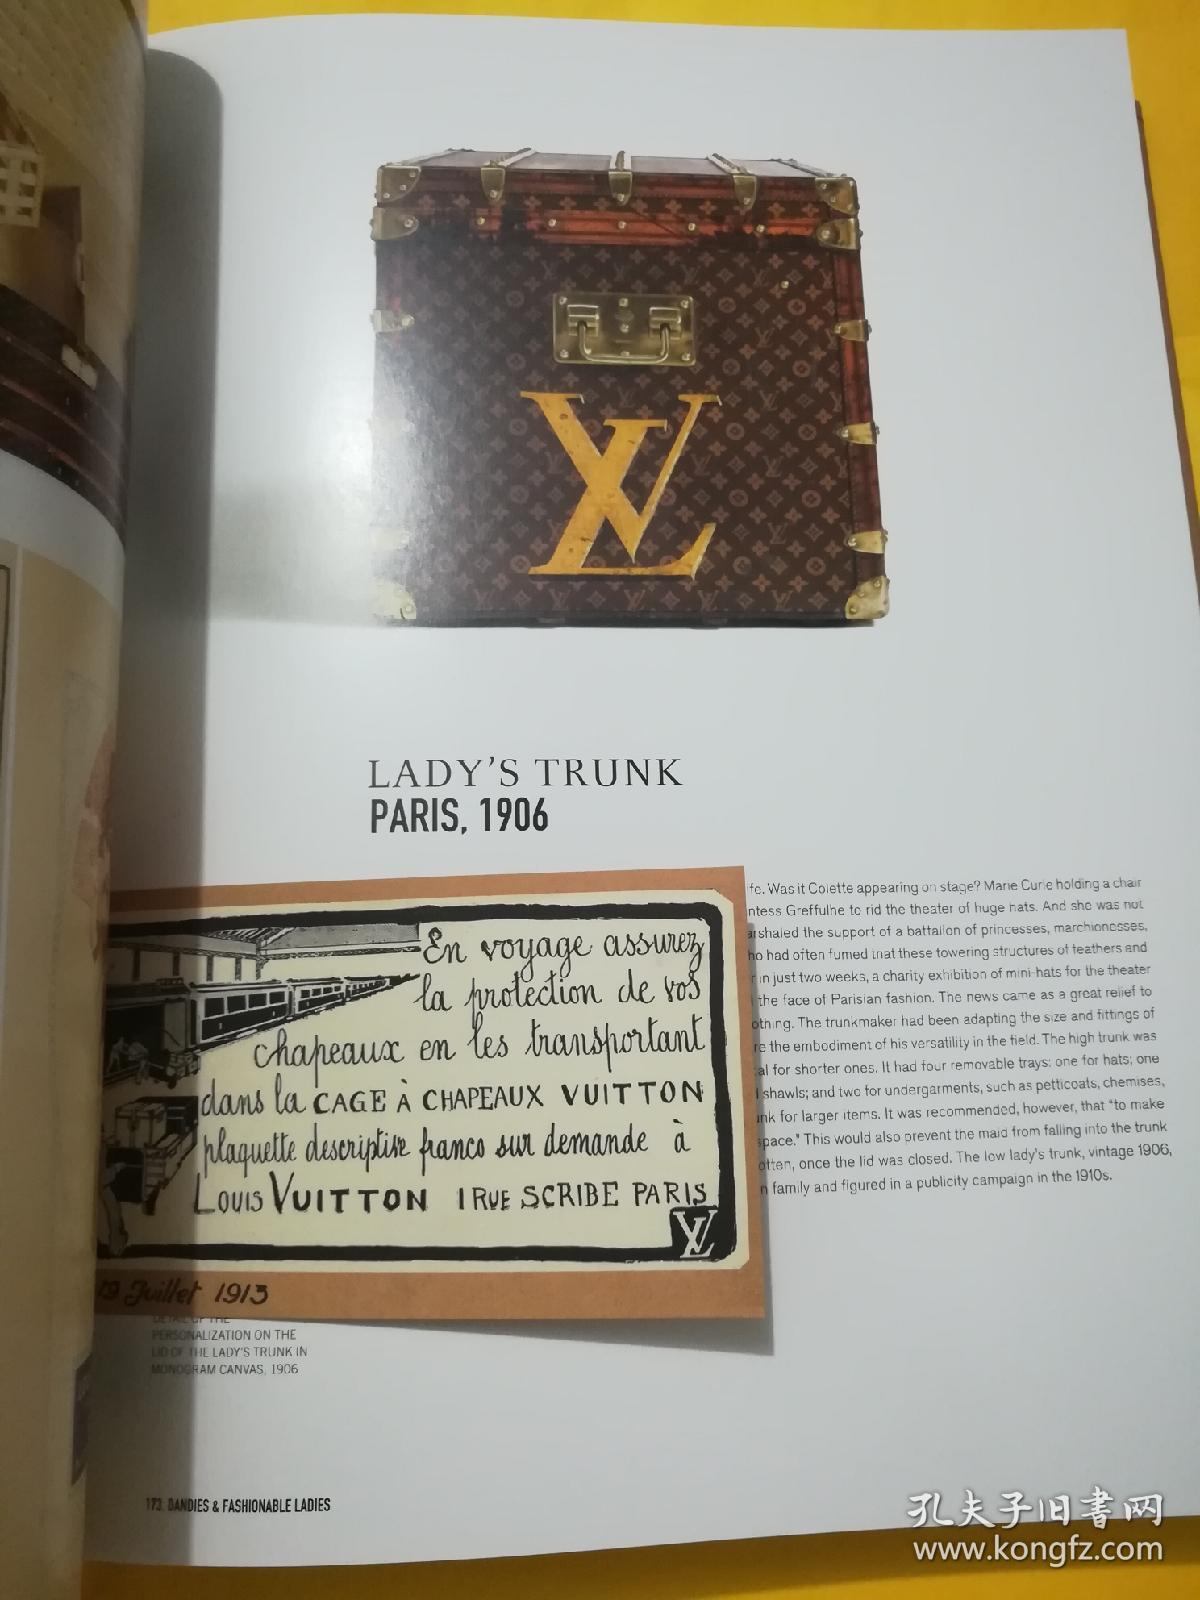 LADY'S TRUNK
PARIS, 1906
fe. Was it Colette appearing on stage? Marie Curie holding a chair
ntess Greffulhe to rid the theater of huge hats. And she was not
arshaled the support of a battalion of princesses, marchionesses,
ho had often fumed that these towering structures of feathers and
r in just two weeks, a charity exhibition of mini-hats for the theater
the face of Parisian fashion. The news came as a great relief to
othing. The trunkmaker had been adapting the size and fittings of
re the embodiment of his versatility in the field. The high trunk was
al for shorter ones. It had four removable trays: one for hats; one
shawls; and two for undergarments, such as petticoats, chemises,
nk for larger items. It was recommended, however, that "to make
space." This would also prevent the maid from falling into the trunk
otten, once the lid was closed. The low lady's trunk, vintage 1906,
n family and figured in a publicity campaign in the 1910s.
En voyage assurez
la protection de vos
chapeaux en les transportant
dans la CAGE À CHAPEAUX VUITTON
plaquette descriptive franco sur demande à
LOUIS VUITTON 1 RUE SCRIBE PARIS
LV
19 Juillet 1913
DETAIL OF THE
PERSONALIZATION ON THE
LID OF THE LADY'S TRUNK IN
MONOGRAM CANVAS, 1906
172. DANDIES & FASHIONABLE LADIES
孔夫子旧书网
www.kongfz.com